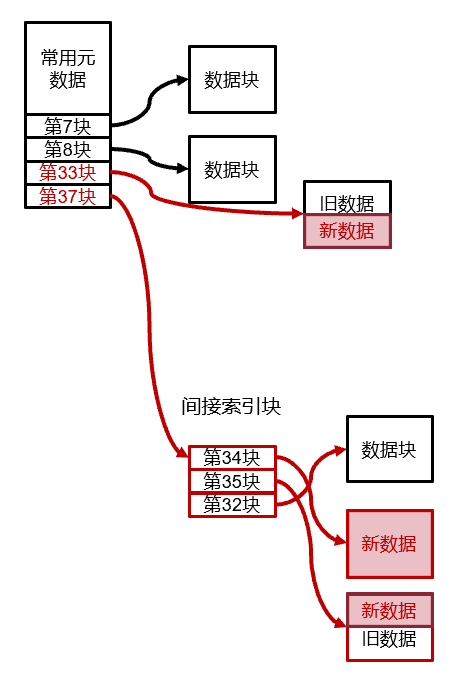 常用元
数据
第7块
第8块
第33块
第37块
数据块
数据块
旧数据
新数据
间接索引块
第34块
第35块
第32块
数据块
新数据
新数据
旧数据